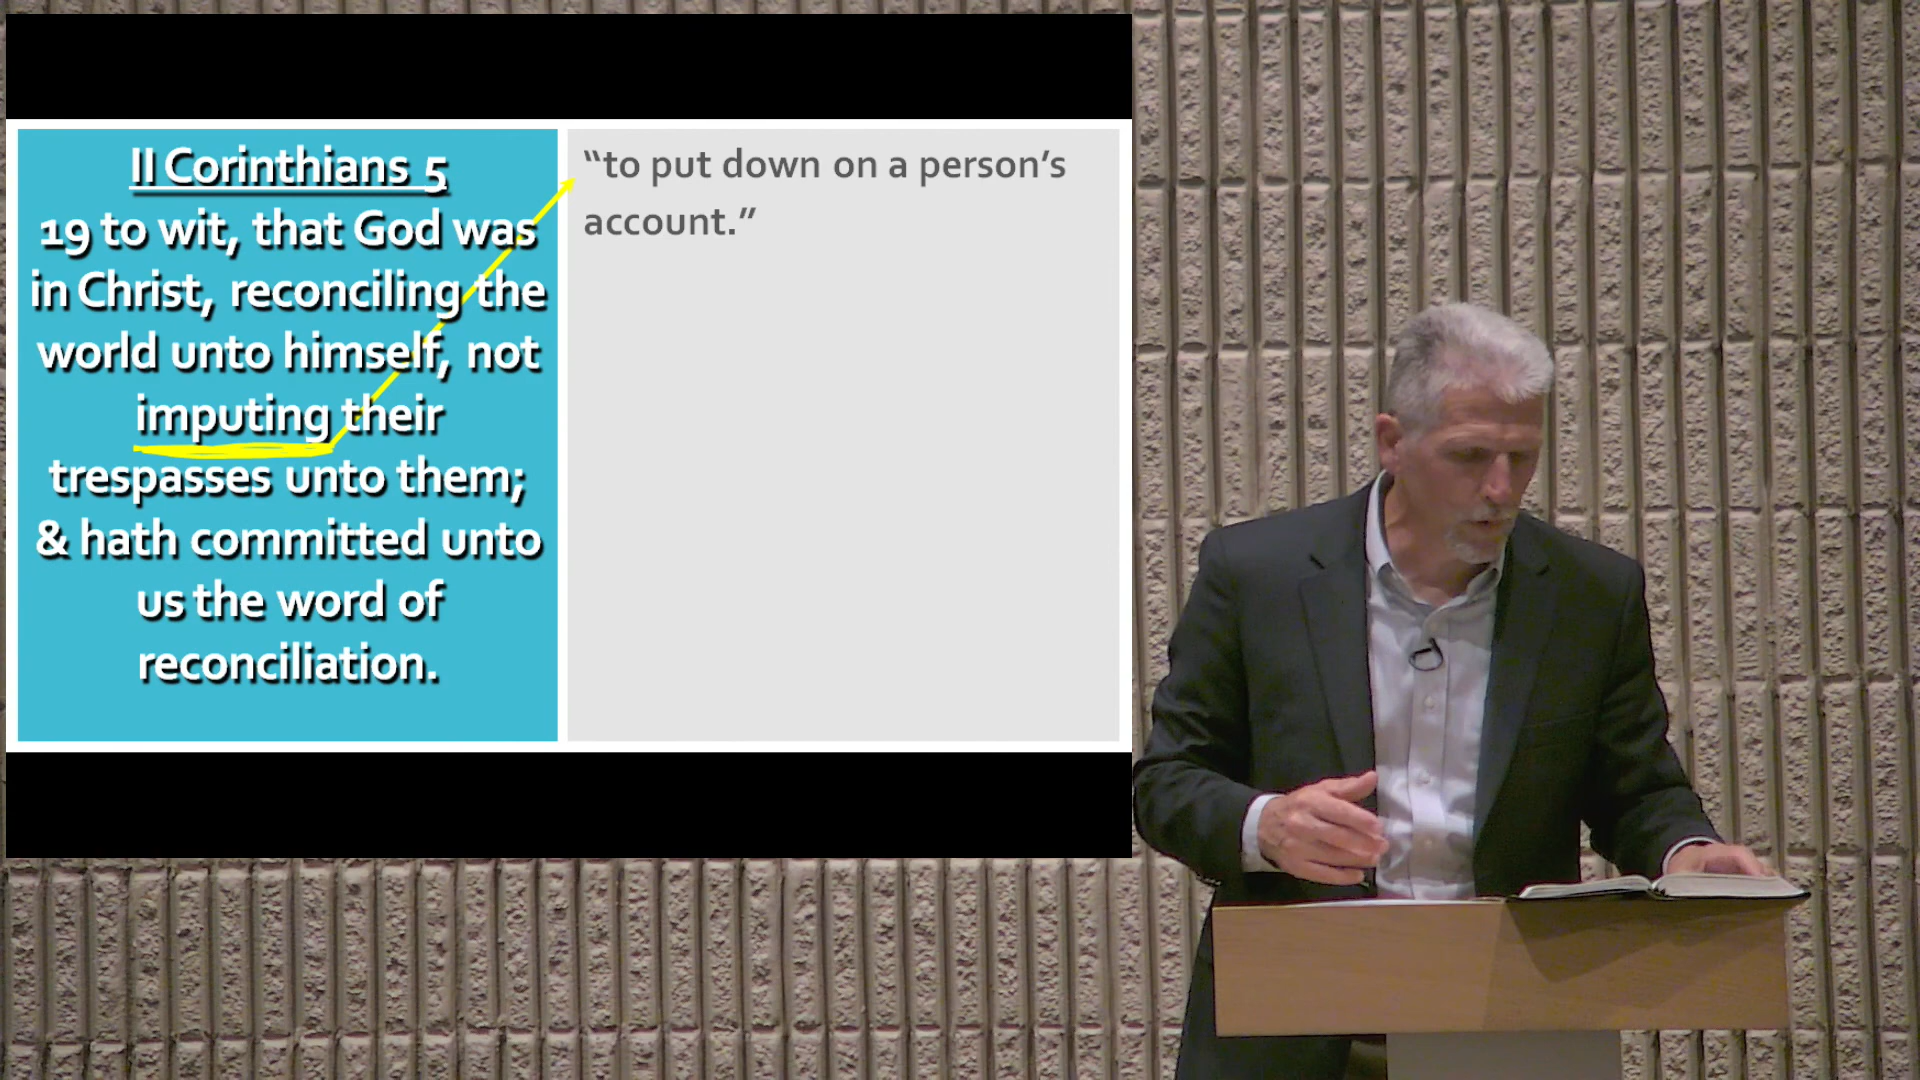 II Corinthians 5
19 to wit, that God was
in Christ, reconciling the
world unto himself, not
imputing their
trespasses unto them;
& hath committed unto
us the word of
reconciliation.
“to put down on a person’s
account.”